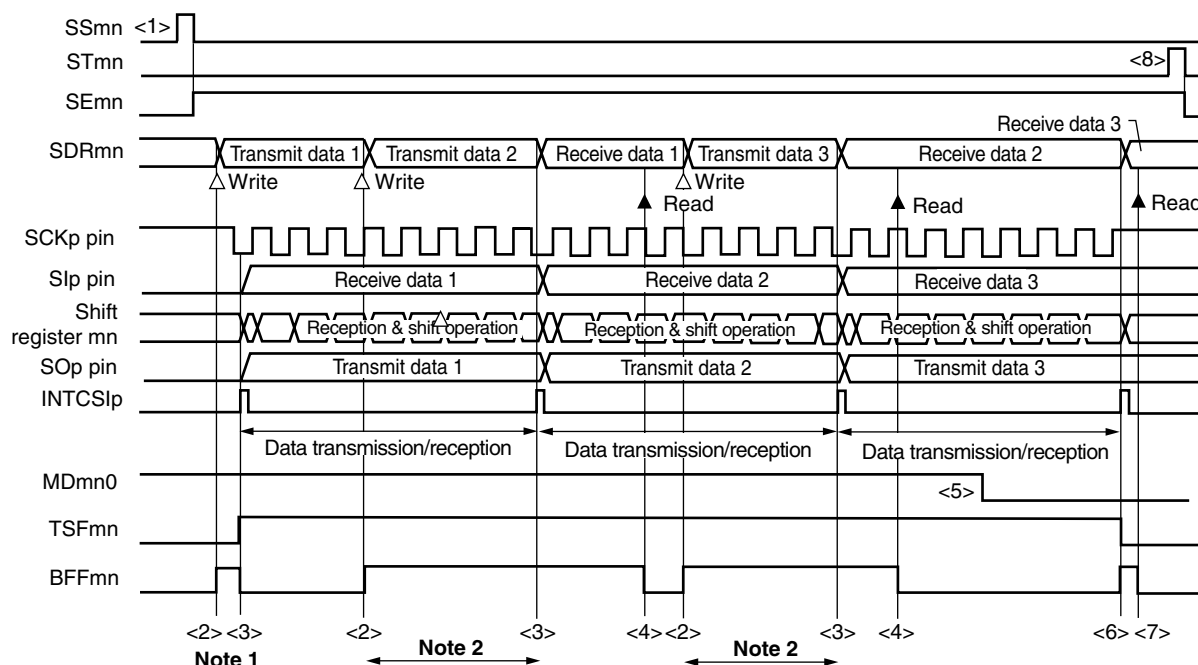 SSmn <1>
STmn <8>
SEmn
Receive data 3
SDRmn Transmit data 1 Transmit data 2 Receive data 1 Transmit data 3 Receive data 2
Write Write Write
Read Read Read
SCKp pin
SIp pin Receive data 1 Receive data 2 Receive data 3
Shift
register mn Reception & shift operation Reception & shift operation Reception & shift operation
SOp pin Transmit data 1 Transmit data 2 Transmit data 3
INTCSIp
Data transmission/reception Data transmission/reception Data transmission/reception
MDmn0 <5>
TSFmn
BFFmn
<2> <3> <2> <3> <4> <2> <3> <4> <6> <7>
Note 1 Note 2 Note 2